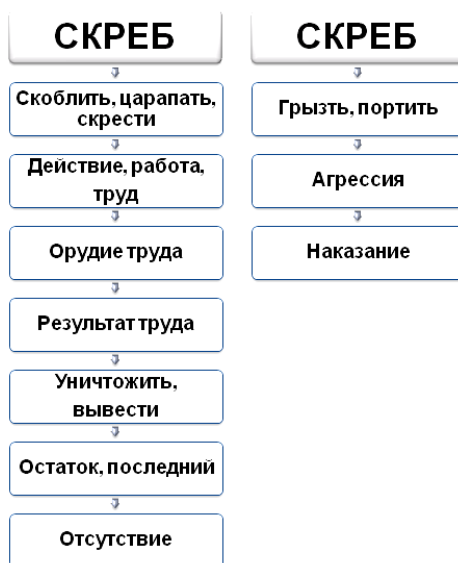 СКРЕБ
Скоблить, царапать,
скрести
Действие, работа,
труд
Орудие труда
Результат труда
Уничтожить,
вывести
Остаток, последний
Отсутствие
СКРЕБ
Грызть, портить
Агрессия
Наказание